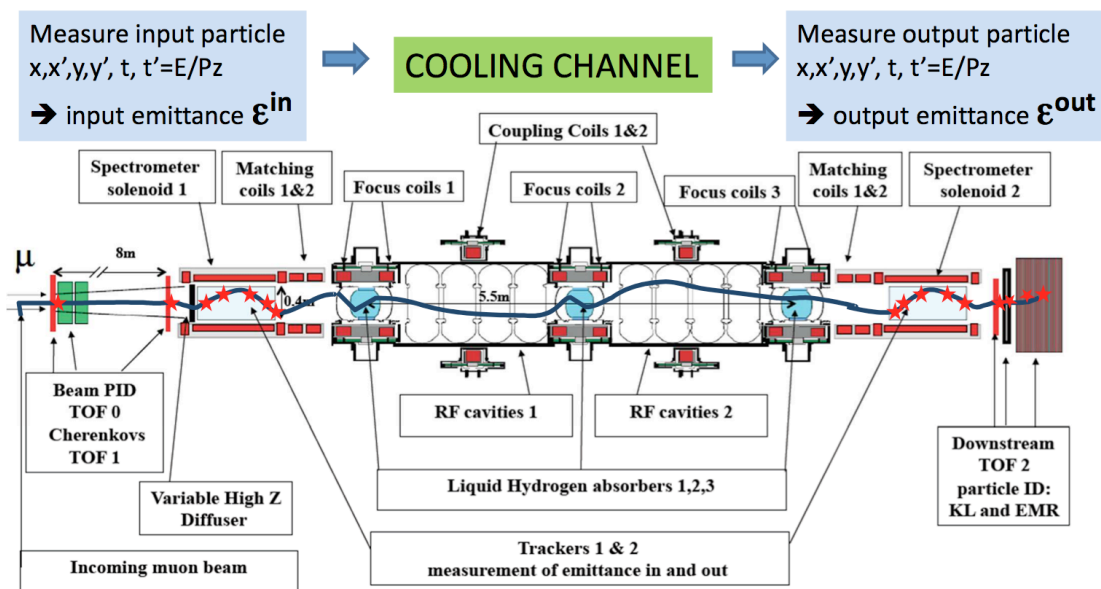 Measure input particle
x,x’,y,y’, t, t’=E/Pz
➔ input emittance ε^in
COOLING CHANNEL
Measure output particle
x,x’,y,y’, t, t’=E/Pz
➔ output emittance ε^out
Coupling Coils 1&2
Spectrometer
solenoid 1
Matching
coils 1&2
Focus coils 1
Focus coils 2
Focus coils 3
Matching
coils 1&2
Spectrometer
solenoid 2
μ
8m
0.4m
5.5m
Beam PID
TOF 0
Cherenkovs
TOF 1
RF cavities 1
RF cavities 2
Downstream
TOF 2
particle ID:
KL and EMR
Variable High Z
Diffuser
Liquid Hydrogen absorbers 1,2,3
Incoming muon beam
Trackers 1 & 2
measurement of emittance in and out